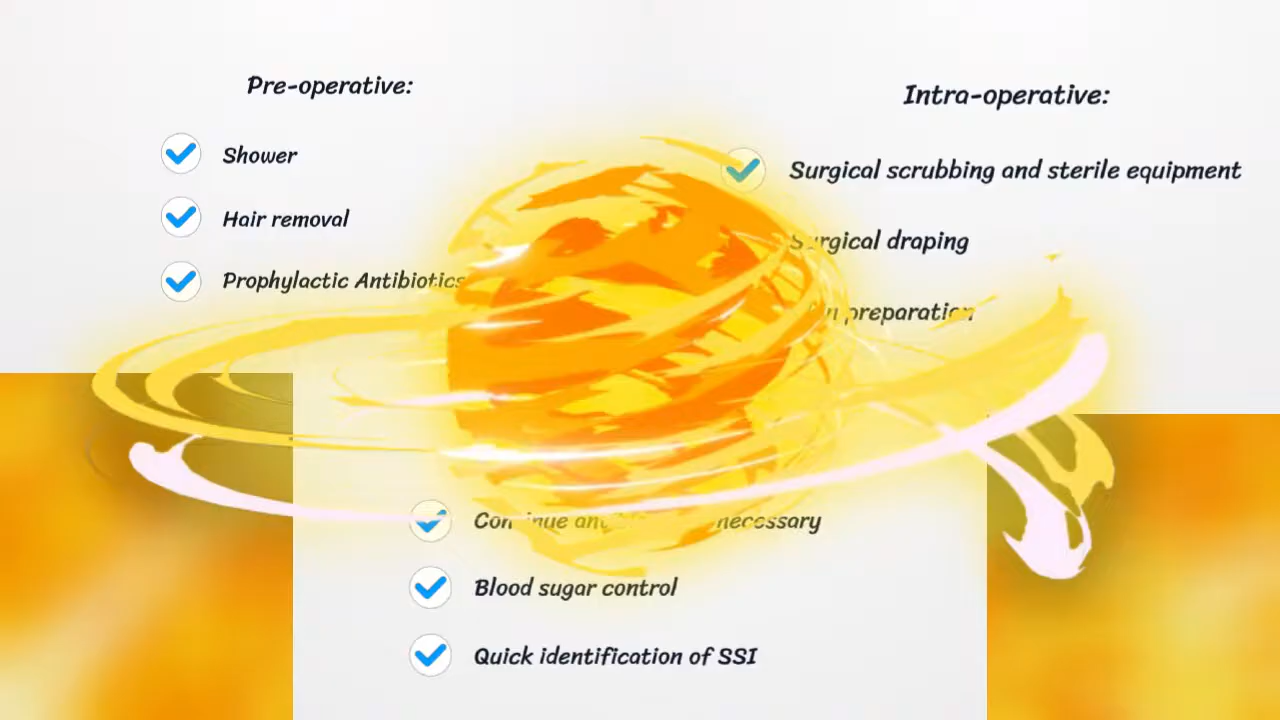 Pre-operative:
Shower
Hair removal
Prophylactic Antibiotics
Intra-operative:
Surgical scrubbing and sterile equipment
Surgical draping
preparation
Continue necessary
Blood sugar control
Quick identification of SSI